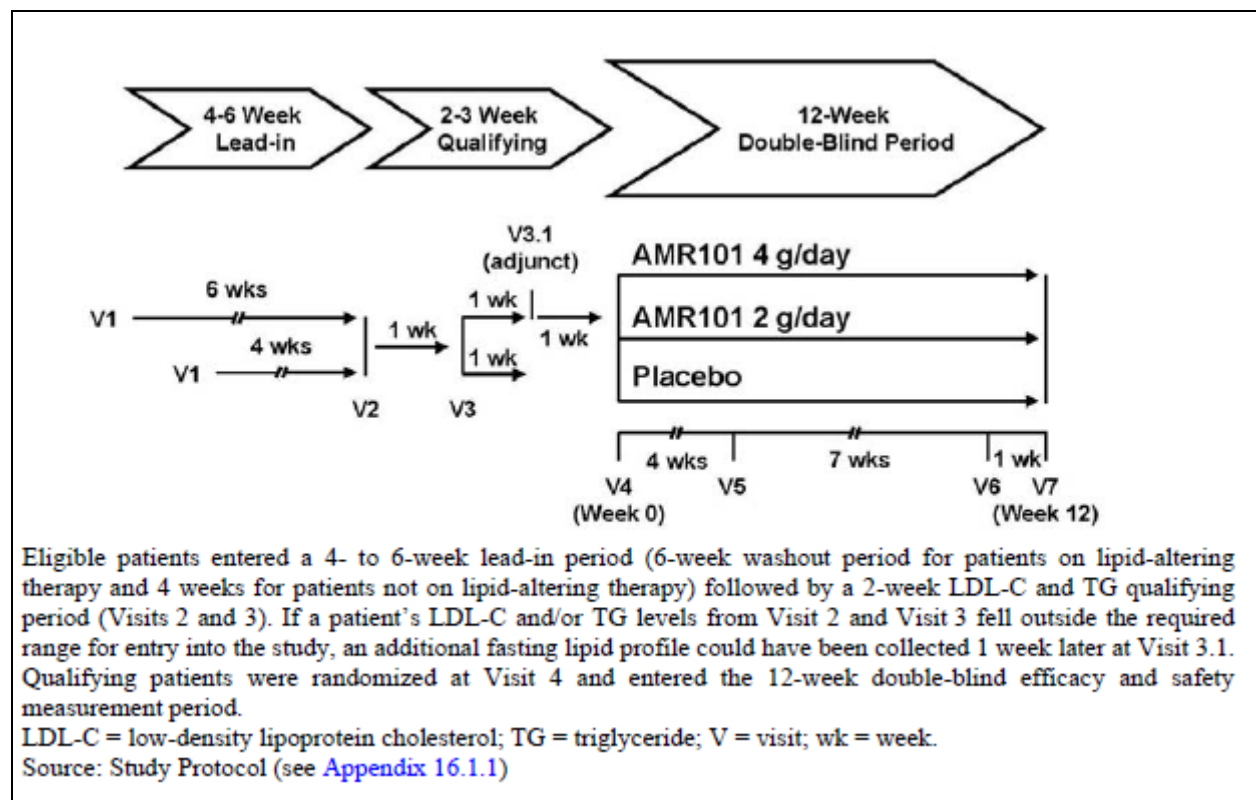 4-6 Week
Lead-in
2-3 Week
Qualifying
12-Week
Double-Blind Period
V3.1
(adjunct)
AMR101 4 g/day
6 wks
1 wk
V1
AMR101 2 g/day
1 wk
1 wk
4 wks
1 wk
V1
Placebo
V2
V3
4 wks
7 wks
1 wk
V4
V5
V6
V7
(Week 0)
(Week 12)
Eligible patients entered a 4- to 6-week lead-in period (6-week washout period for patients on lipid-altering
therapy and 4 weeks for patients not on lipid-altering therapy) followed by a 2-week LDL-C and TG qualifying
period (Visits 2 and 3). If a patient’s LDL-C and/or TG levels from Visit 2 and Visit 3 fell outside the required
range for entry into the study, an additional fasting lipid profile could have been collected 1 week later at Visit 3.1.
Qualifying patients were randomized at Visit 4 and entered the 12-week double-blind efficacy and safety
measurement period.
LDL-C = low-density lipoprotein cholesterol; TG = triglyceride; V = visit; wk = week.
Source: Study Protocol (see Appendix 16.1.1)